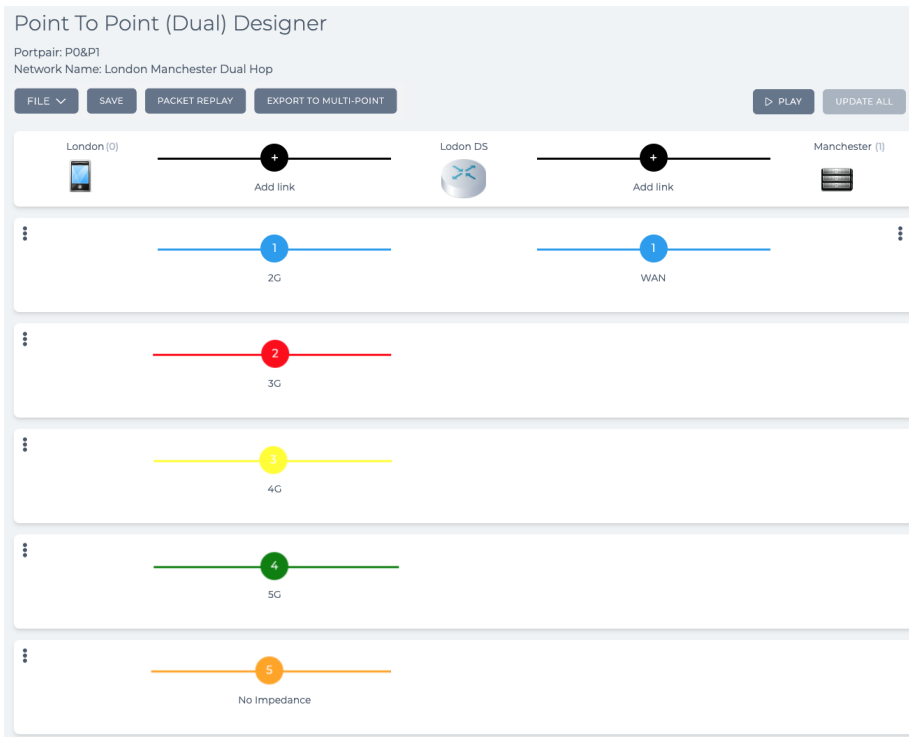 Point To Point (Dual) Designer
Portpair: P0&P1
Network Name: London Manchester Dual Hop
FILE SAVE PACKET REPLAY EXPORT TO MULTI-POINT PLAY UPDATE ALL
London (0) + Lodon DS + Manchester (1)
Add link Add link
1 1
2G WAN
2
3G
3
4G
4
5G
5
No Impedance